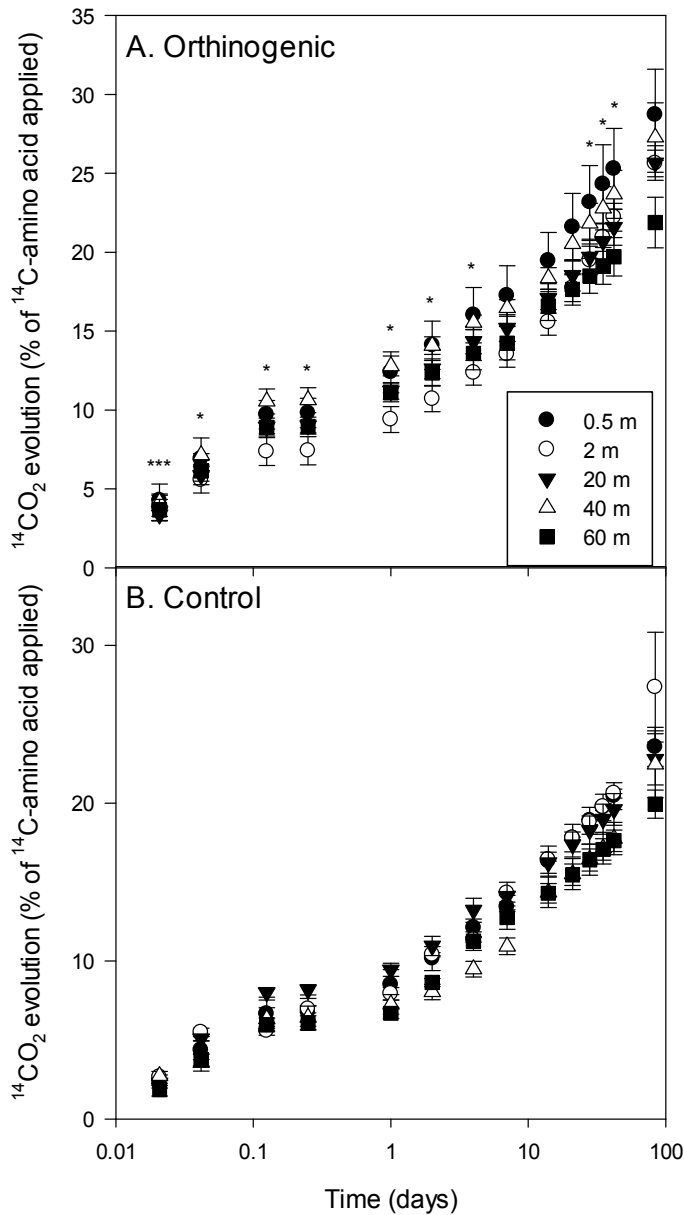 A. Orthinogenic
35
30
25
20
15
10
5
0
¹⁴CO₂ evolution (% of ¹⁴C-amino acid applied)
***
*
*
*
*
*
*
*
*
*
0.5 m
2 m
20 m
40 m
60 m
B. Control
30
20
10
0
¹⁴CO₂ evolution (% of ¹⁴C-amino acid applied)
0.01
0.1
1
10
100
Time (days)